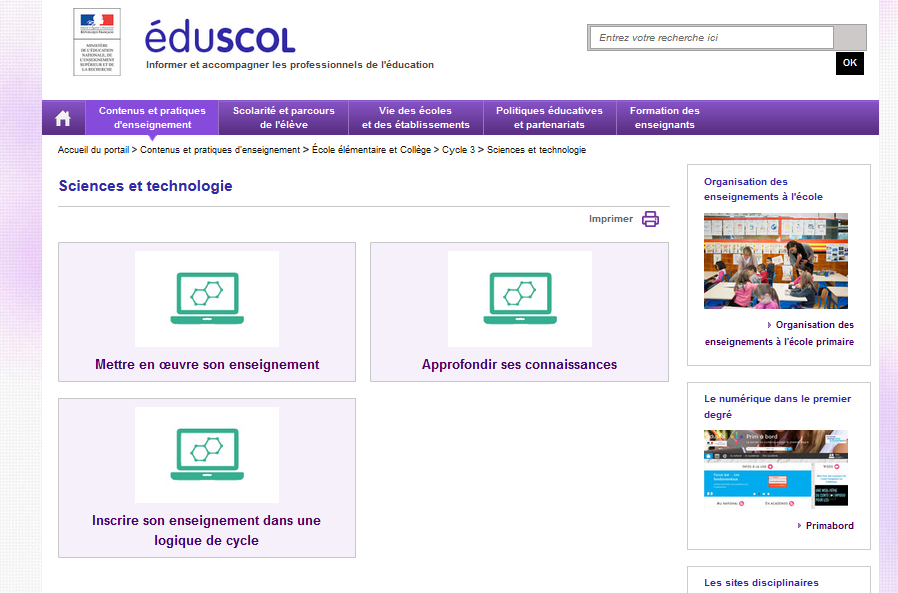 RÉPUBLIQUE FRANÇAISE
MINISTÈRE
DE L'ÉDUCATION
NATIONALE, DE
L'ENSEIGNEMENT
SUPÉRIEUR ET DE
LA RECHERCHE
éduSCOL
Informer et accompagner les professionnels de l'éducation
Entrez votre recherche ici
OK
Contenus et pratiques
d'enseignement
Scolarité et parcours
de l'élève
Vie des écoles
et des établissements
Politiques éducatives
et partenariats
Formation des
enseignants
Accueil du portail > Contenus et pratiques d'enseignement > École élémentaire et Collège > Cycle 3 > Sciences et technologie
Sciences et technologie
Imprimer
Mettre en œuvre son enseignement
Approfondir ses connaissances
Inscrire son enseignement dans une
logique de cycle
Organisation des
enseignements à l'école
Organisation des
enseignements à l'école primaire
Le numérique dans le premier
degré
Prim à bord
Primabord
Les sites disciplinaires